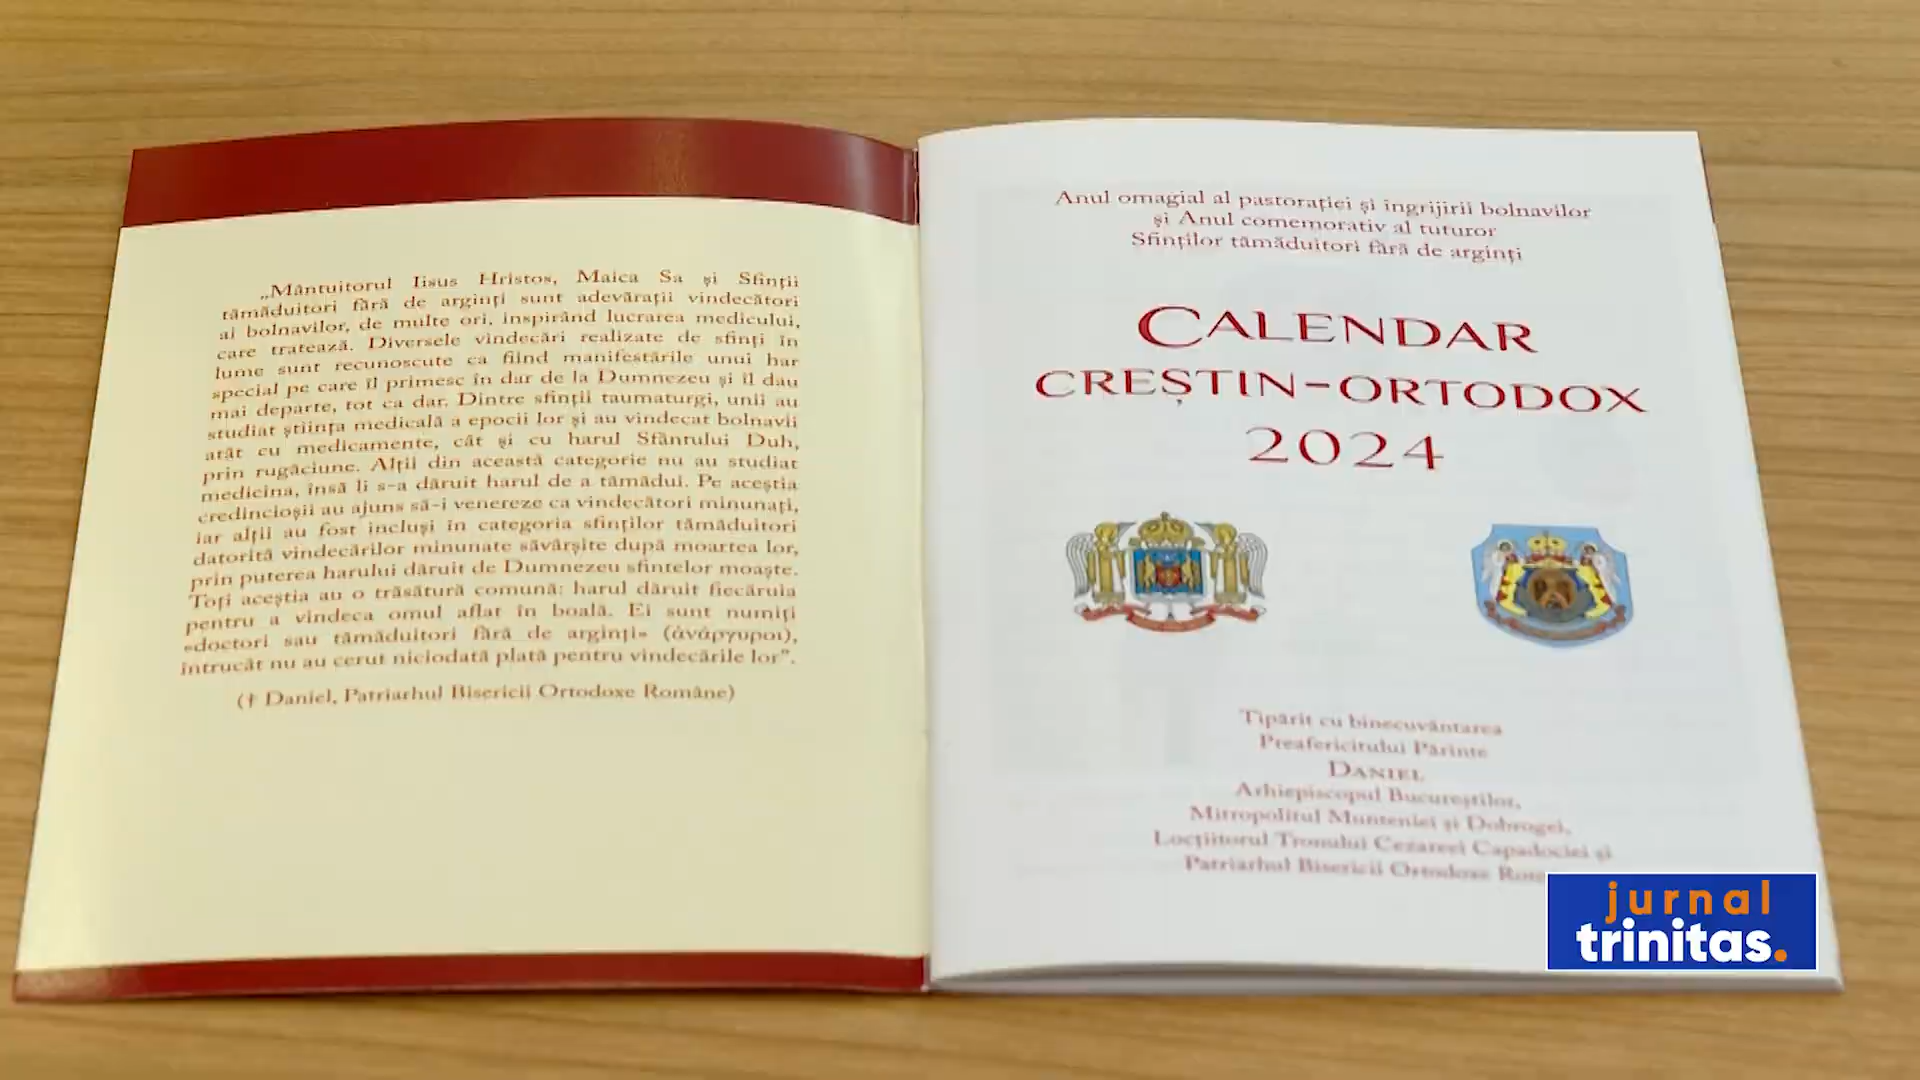 „Mântuitorul Iisus Hristos, Maica Sa și Sfinții
tămăduitori fără de arginți sunt adevărații vindecători
ai bolnavilor, de multe ori, inspirând lucrarea medicului,
care tratează. Diversele vindecări realizate de sfinți în
lume sunt recunoscute ca fiind manifestările unui har
special pe care îl primesc în dar de la Dumnezeu și îl dau
mai departe, tot ca dar. Dintre sfinții taumaturgi, unii au
studiat știința medicală a epocii lor și au vindecat bolnavii
atât cu medicamente, cât și cu harul Sfântului Duh,
prin rugăciune. Alții din această categorie nu au studiat
medicina, însă li s-a dăruit harul de a tămădui. Pe aceștia
credincioșii au ajuns să-i venereze ca vindecători minunați,
iar alții au fost incluși în categoria sfinților tămăduitori
datorită vindecărilor minunate săvârșite după moartea lor,
prin puterea harului dăruit de Dumnezeu sfintelor moaște.
Toți aceștia au o trăsătură comună: harul dăruit fiecăruia
pentru a vindeca omul aflat în boală. Ei sunt numiți
«doctori sau tămăduitori fără de arginți» (ἀνάργυροι),
întrucât nu au cerut niciodată plată pentru vindecările lor”.
(† Daniel, Patriarhul Bisericii Ortodoxe Române)
Anul omagial al pastorației și îngrijirii bolnavilor
și Anul comemorativ al tuturor
Sfinților tămăduitori fără de arginți
CALENDAR
CREȘTIN-ORTODOX
2024
Tipărit cu binecuvântarea
Preafericitului Părinte
DANIEL
Arhiepiscopul Bucureștilor,
Mitropolitul Munteniei și Dobrogei,
Locțiitorul Tronului Cezareei Capadociei și
Patriarhul Bisericii Ortodoxe
jurnal
trinitas.